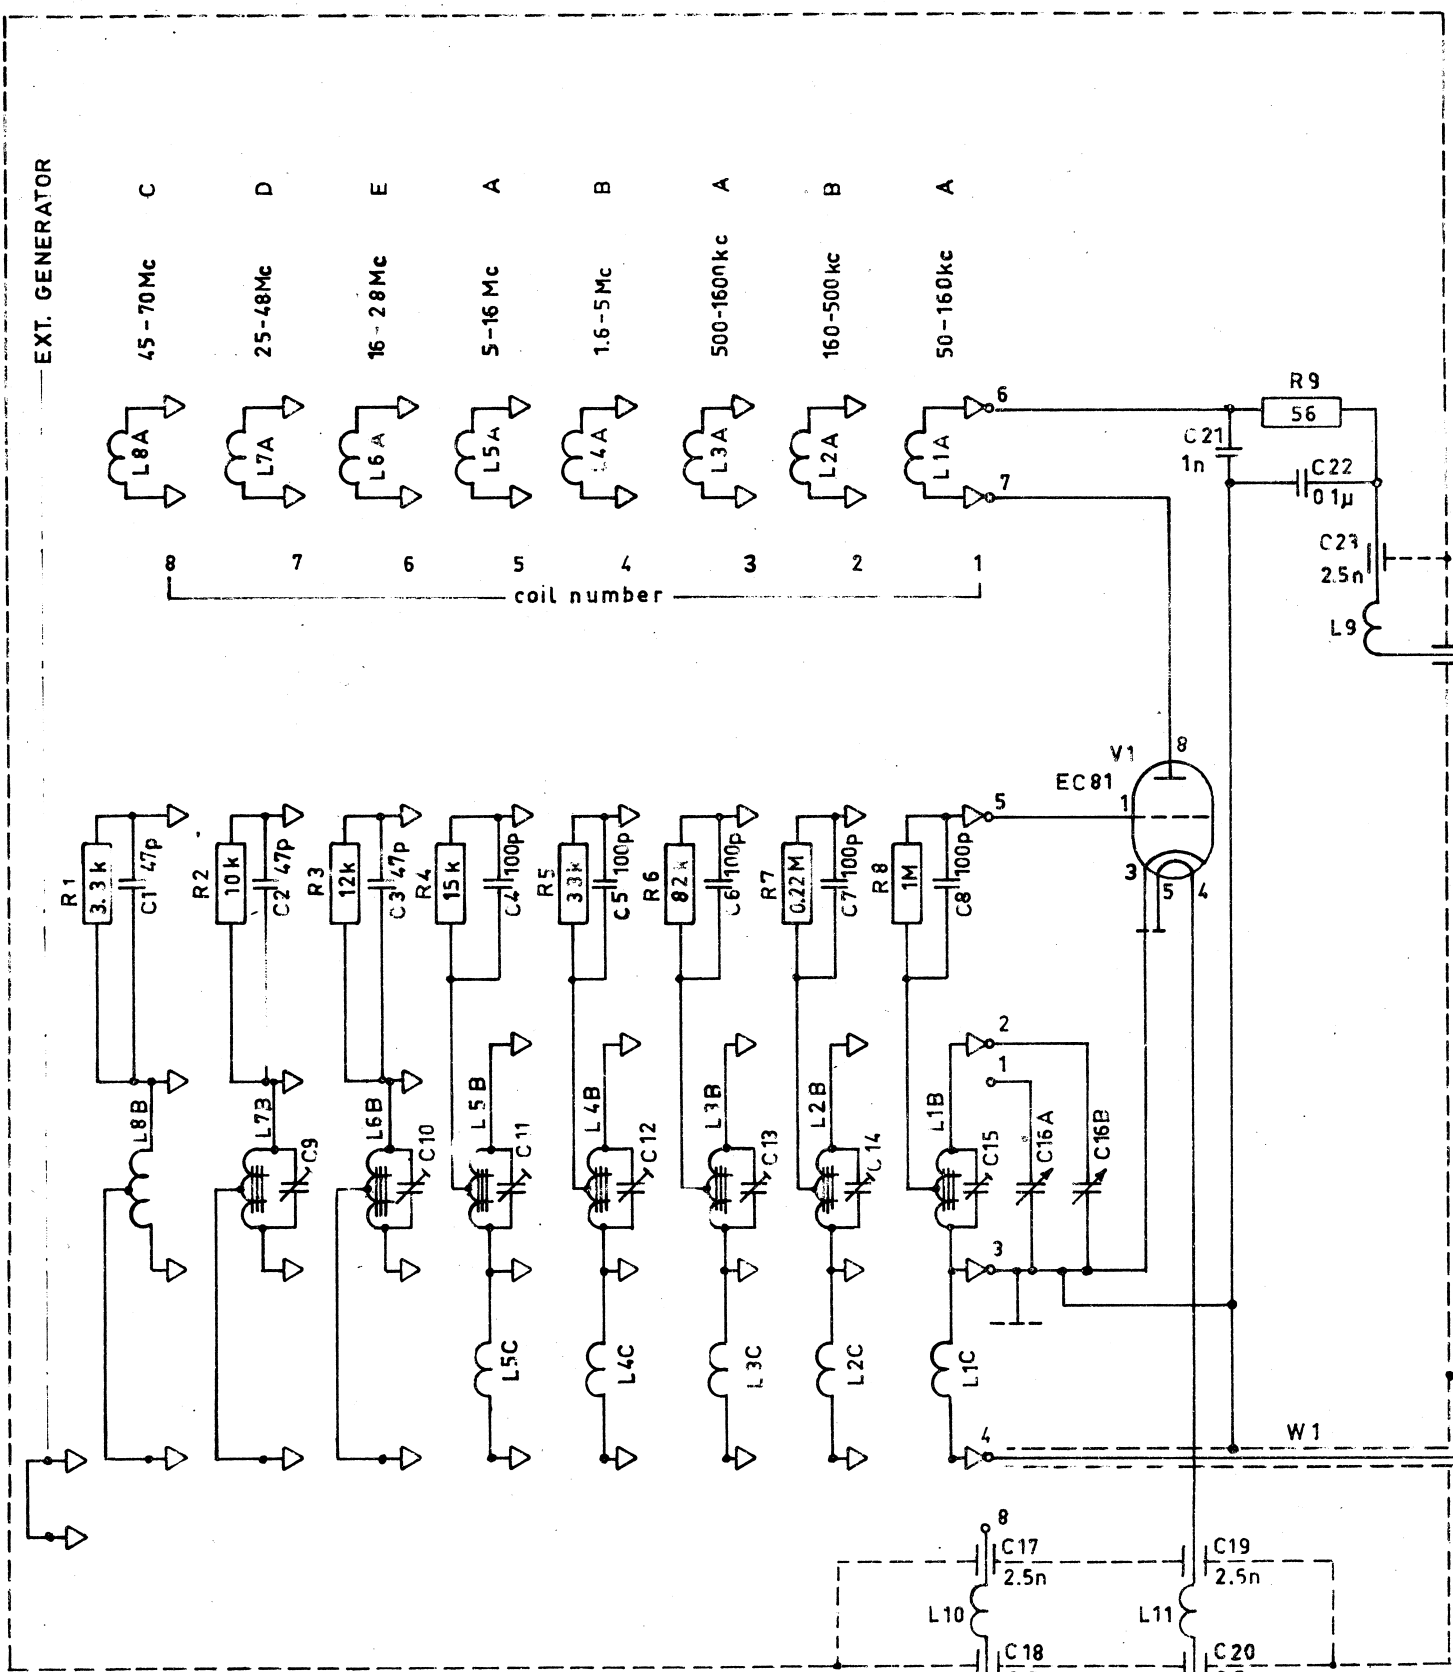 EXT. GENERATOR
45-70Mc C
25-48Mc D
16-28Mc E
5-16Mc A
1.6-5Mc B
500-1600kc A
160-500kc B
50-160kc A
L8A
L7A
L6A
L5A
L4A
L3A
L2A
L1A
6
7
R9
56
C21
1n
C22
0.1µ
C23
2.5n
L9
8 7 6 5 4 3 2 1
coil number
V1
8
EC81
1
3
5
4
R1
3.3k
C1 47p
R2
10k
C2 47p
R3
12k
C3 47p
R4
15k
C4 100p
R5
33k
C5 100p
R6
82k
C6 100p
R7
0.22M
C7 100p
R8
1M
C8 100p
5
2
1
L8B
L7B
C9
L6B
C10
L5B
C11
L4B
C12
L3B
C13
L2B
C14
L1B
C15
C16A
C16B
3
L5C
L4C
L3C
L2C
L1C
4
W1
8
C17
2.5n
C19
2.5n
L10
L11
C18
C20